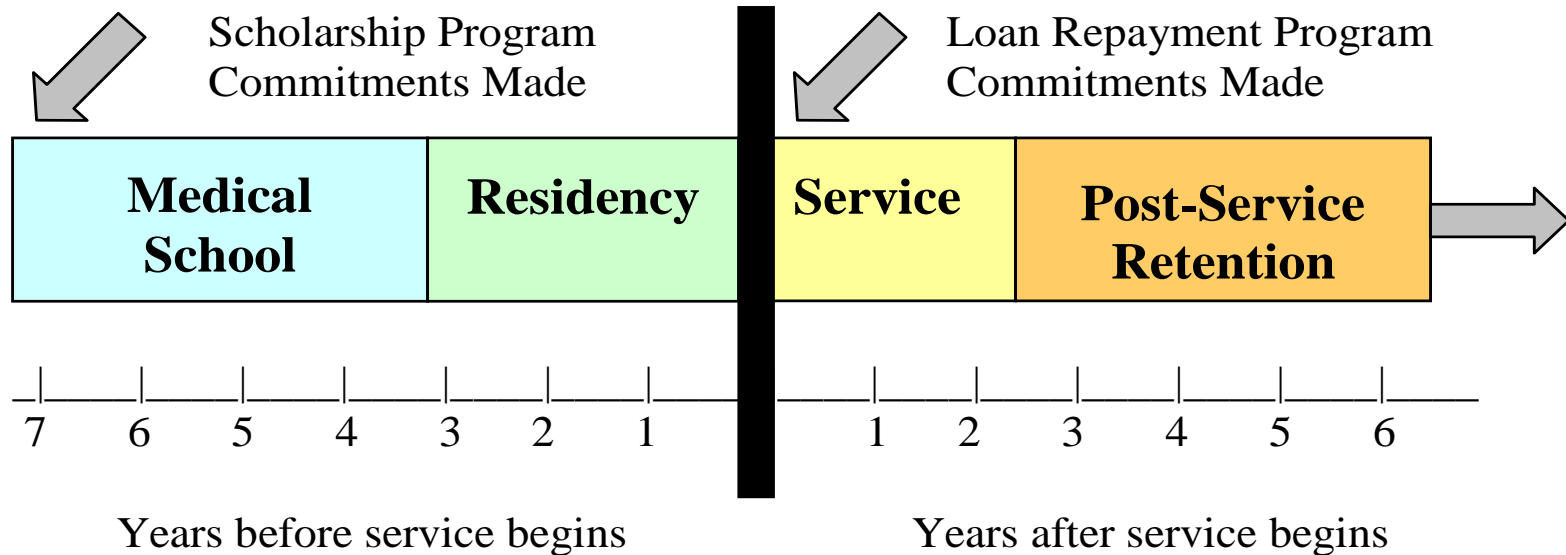 Scholarship Program
Commitments Made
Loan Repayment Program
Commitments Made
Medical
School
Residency
Service
Post-Service
Retention
7 6 5 4 3 2 1 1 2 3 4 5 6
Years before service begins
Years after service begins